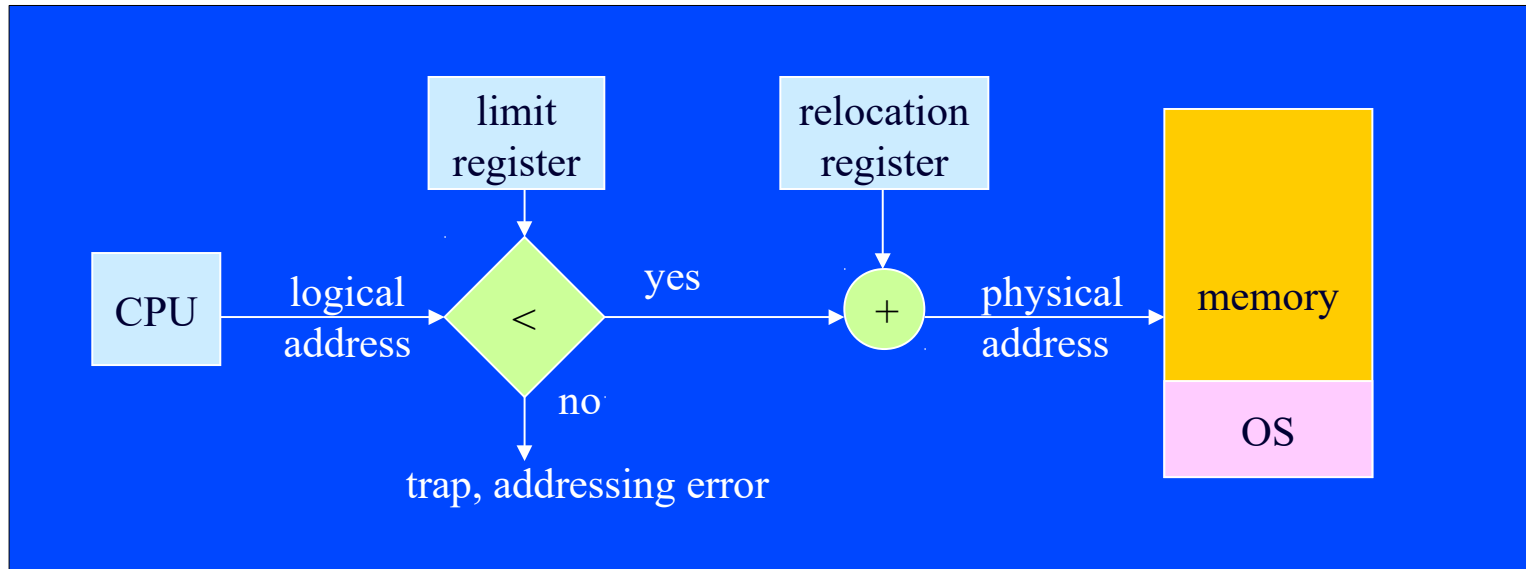 limit
register
relocation
register
CPU
logical
address
<
yes
+
physical
address
memory
no
OS
trap, addressing error